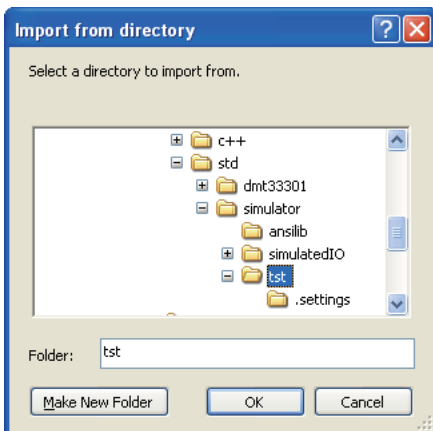 Import from directory
Select a directory to import from.
c++
std
dmt33301
simulator
ansilib
simulatedIO
tst
.settings
Folder: tst
Make New Folder OK Cancel